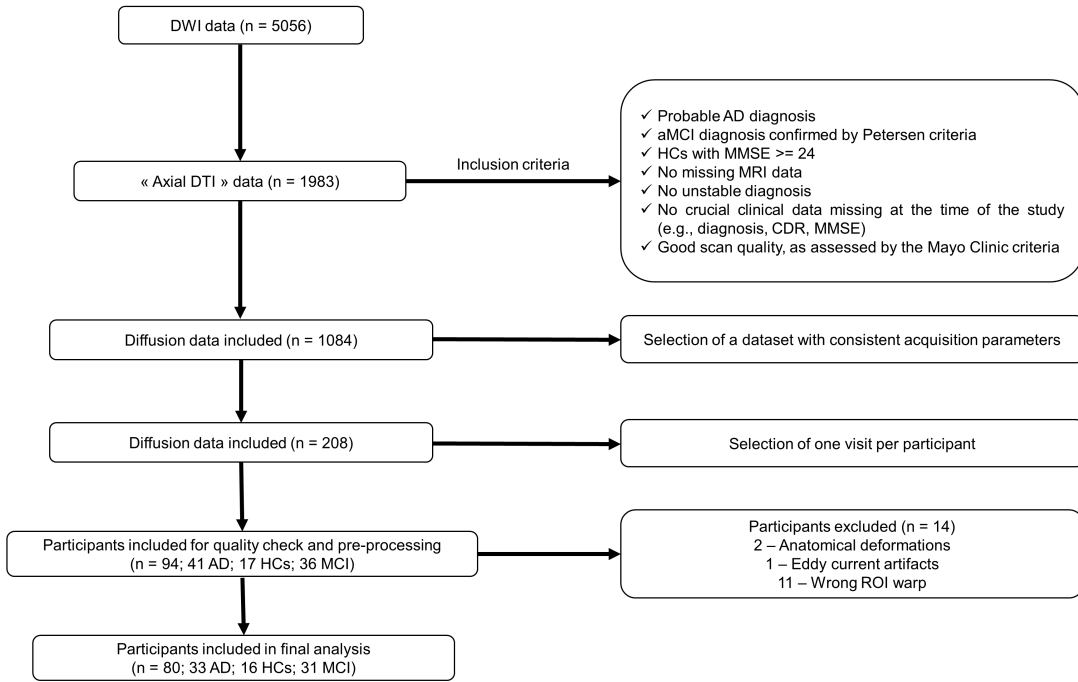 DWI data (n = 5056)
« Axial DTI » data (n = 1983)
Inclusion criteria
✓ Probable AD diagnosis
✓ aMCI diagnosis confirmed by Petersen criteria
✓ HCs with MMSE >= 24
✓ No missing MRI data
✓ No unstable diagnosis
✓ No crucial clinical data missing at the time of the study
(e.g., diagnosis, CDR, MMSE)
✓ Good scan quality, as assessed by the Mayo Clinic criteria
Diffusion data included (n = 1084)
Selection of a dataset with consistent acquisition parameters
Diffusion data included (n = 208)
Selection of one visit per participant
Participants included for quality check and pre-processing
(n = 94; 41 AD; 17 HCs; 36 MCI)
Participants excluded (n = 14)
2 – Anatomical deformations
1 – Eddy current artifacts
11 – Wrong ROI warp
Participants included in final analysis
(n = 80; 33 AD; 16 HCs; 31 MCI)